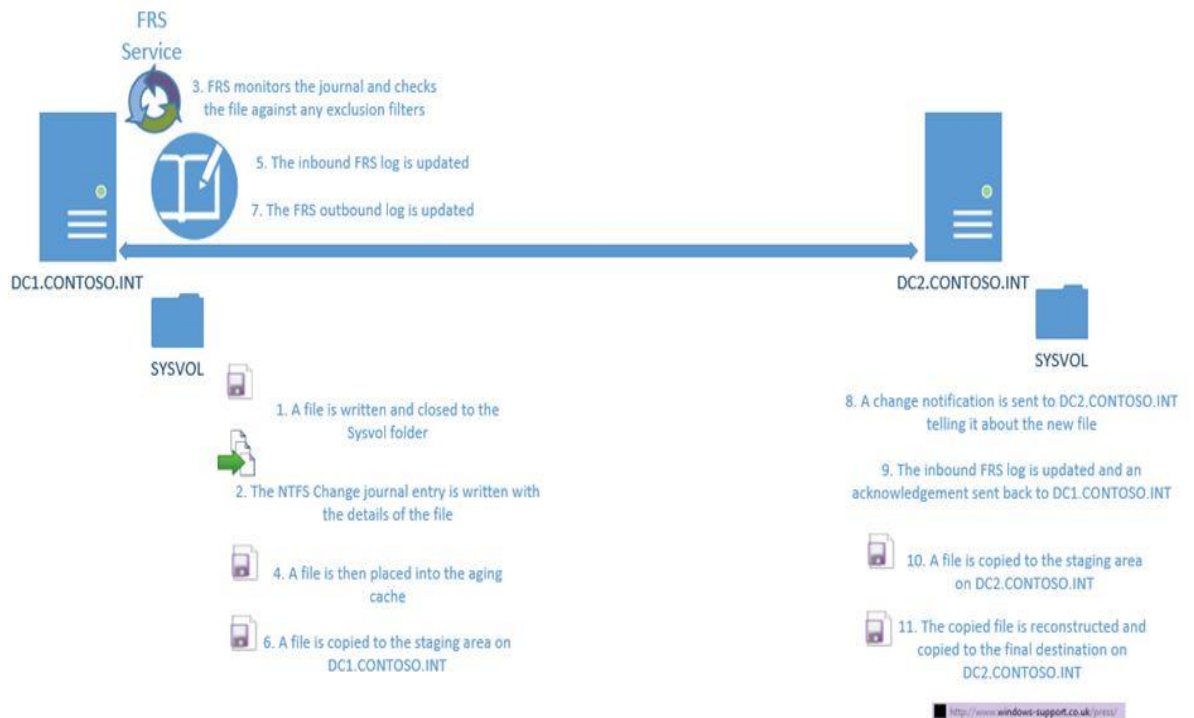 FRS
Service
3. FRS monitors the journal and checks
the file against any exclusion filters
5. The inbound FRS log is updated
7. The FRS outbound log is updated
DC1.CONTOSO.INT
DC2.CONTOSO.INT
SYSVOL
SYSVOL
1. A file is written and closed to the
Sysvol folder
2. The NTFS Change journal entry is written with
the details of the file
4. A file is then placed into the aging
cache
6. A file is copied to the staging area on
DC1.CONTOSO.INT
8. A change notification is sent to DC2.CONTOSO.INT
telling it about the new file
9. The inbound FRS log is updated and an
acknowledgement sent back to DC1.CONTOSO.INT
10. A file is copied to the staging area
on DC2.CONTOSO.INT
11. The copied file is reconstructed and
copied to the final destination on
DC2.CONTOSO.INT
http://www.windows-support.co.uk/press/